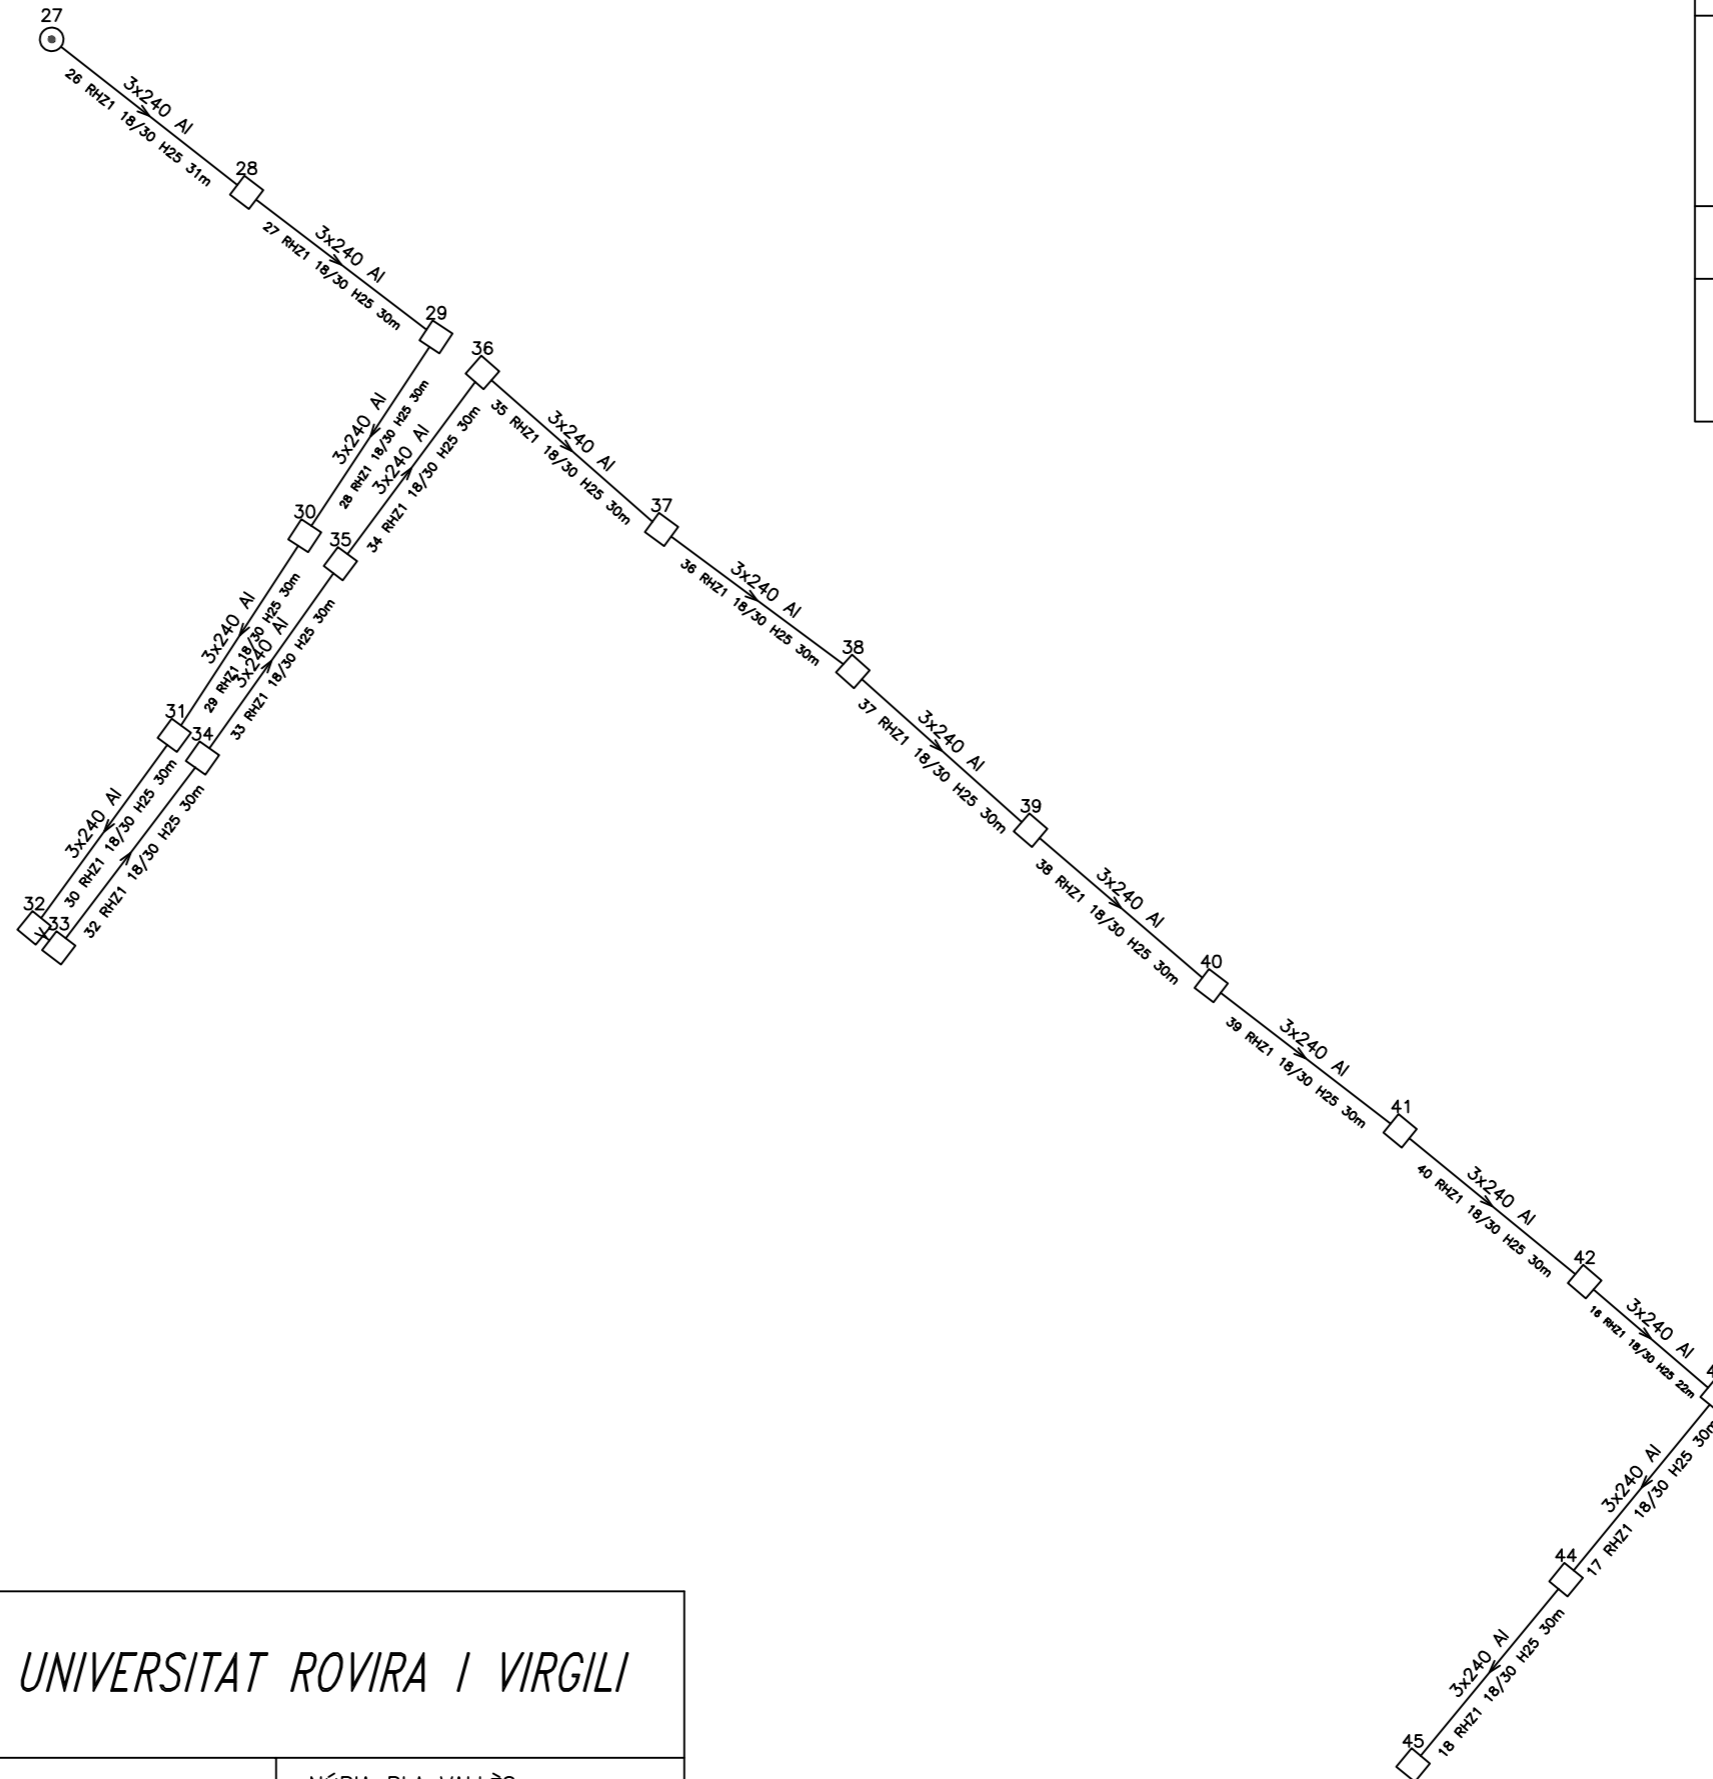 27
3x240 Al
26 RHZ1 18/30 H25 31m
28
3x240 Al
27 RHZ1 18/30 H25 30m
29
3x240 Al
28 RHZ1 18/30 H25 30m
30
3x240 Al
29 RHZ1 18/30 H25 30m
31
3x240 Al
30 RHZ1 18/30 H25 30m
32
33
32 RHZ1 18/30 H25 30m
34
3x240 Al
33 RHZ1 18/30 H25 30m
35
3x240 Al
34 RHZ1 18/30 H25 30m
36
3x240 Al
35 RHZ1 18/30 H25 30m
37
3x240 Al
36 RHZ1 18/30 H25 30m
38
3x240 Al
37 RHZ1 18/30 H25 30m
39
3x240 Al
38 RHZ1 18/30 H25 30m
40
3x240 Al
39 RHZ1 18/30 H25 30m
41
3x240 Al
40 RHZ1 18/30 H25 30m
42
3x240 Al
16 RHZ1 18/30 H25 22m
3x240 Al
17 RHZ1 18/30 H25 30m
44
3x240 Al
18 RHZ1 18/30 H25 30m
45
UNIVERSITAT ROVIRA I VIRGILI
NÚRIA PLA VALLÈS